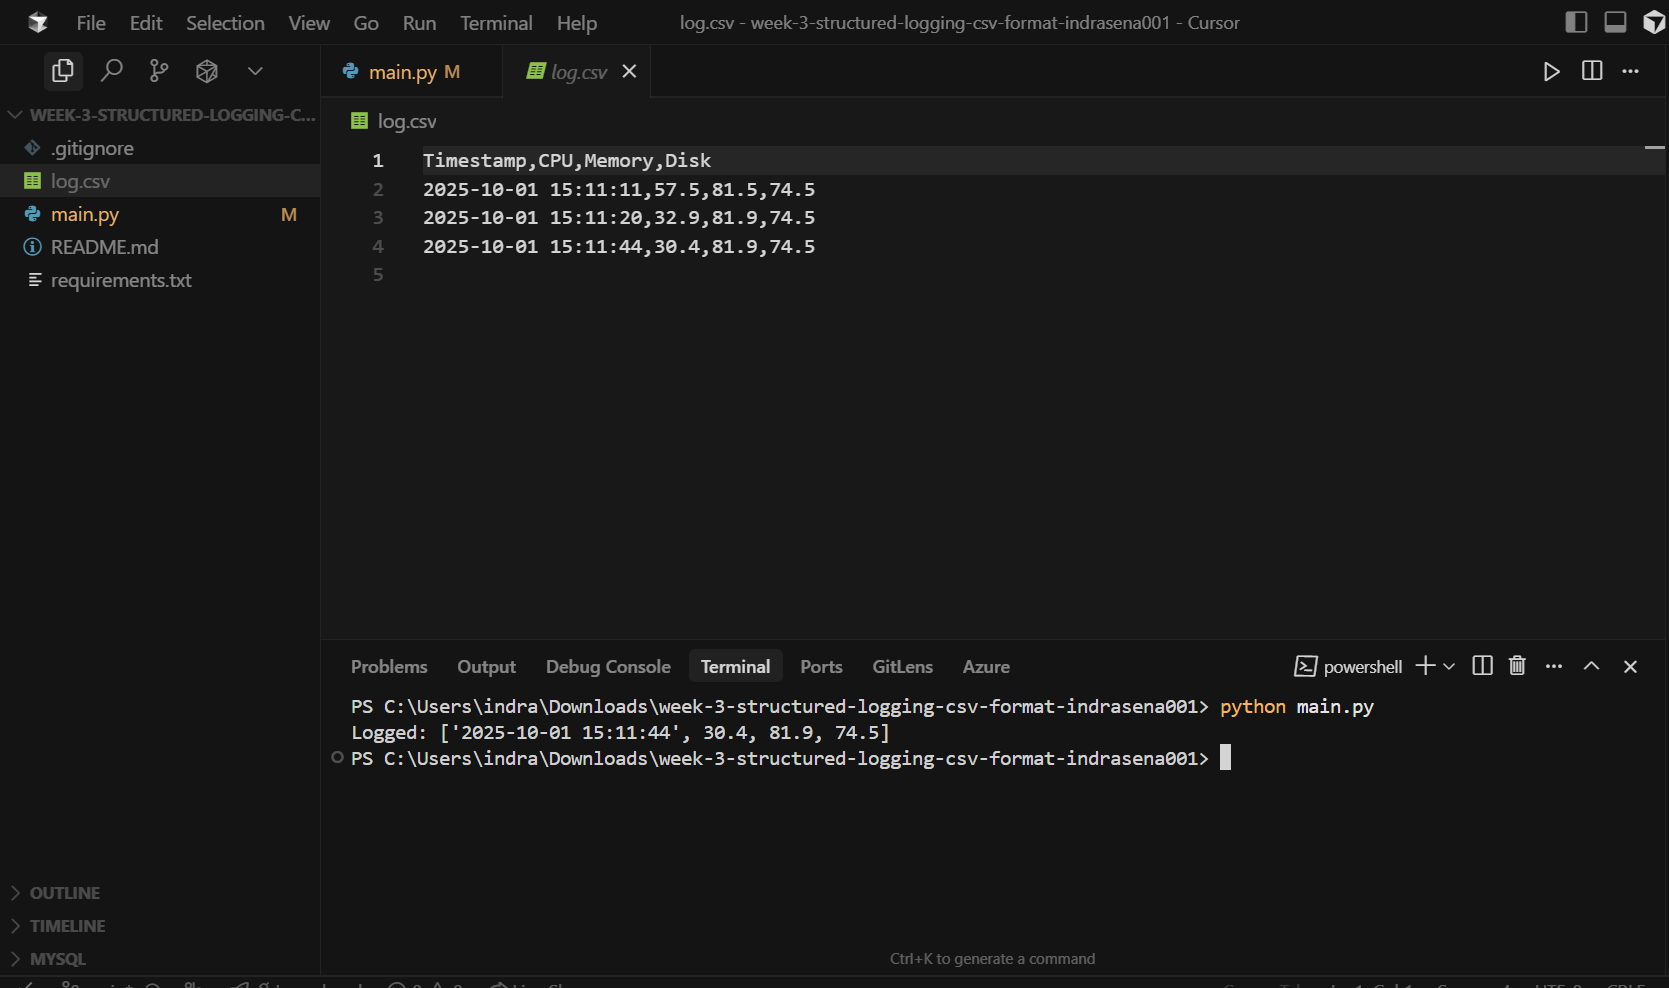 File Edit Selection View Go Run Terminal Help log.csv - week-3-structured-logging-csv-format-indrasena001 - Cursor
WEEK-3-STRUCTURED-LOGGING-C...
.gitignore
log.csv
main.py M
README.md
requirements.txt
OUTLINE
TIMELINE
MYSQL
main.py M log.csv
log.csv
1 Timestamp,CPU,Memory,Disk
2 2025-10-01 15:11:11,57.5,81.5,74.5
3 2025-10-01 15:11:20,32.9,81.9,74.5
4 2025-10-01 15:11:44,30.4,81.9,74.5
5
Problems Output Debug Console Terminal Ports GitLens Azure powershell
PS C:\Users\indra\Downloads\week-3-structured-logging-csv-format-indrasena001> python main.py
Logged: ['2025-10-01 15:11:44', 30.4, 81.9, 74.5]
PS C:\Users\indra\Downloads\week-3-structured-logging-csv-format-indrasena001>
Ctrl+K to generate a command